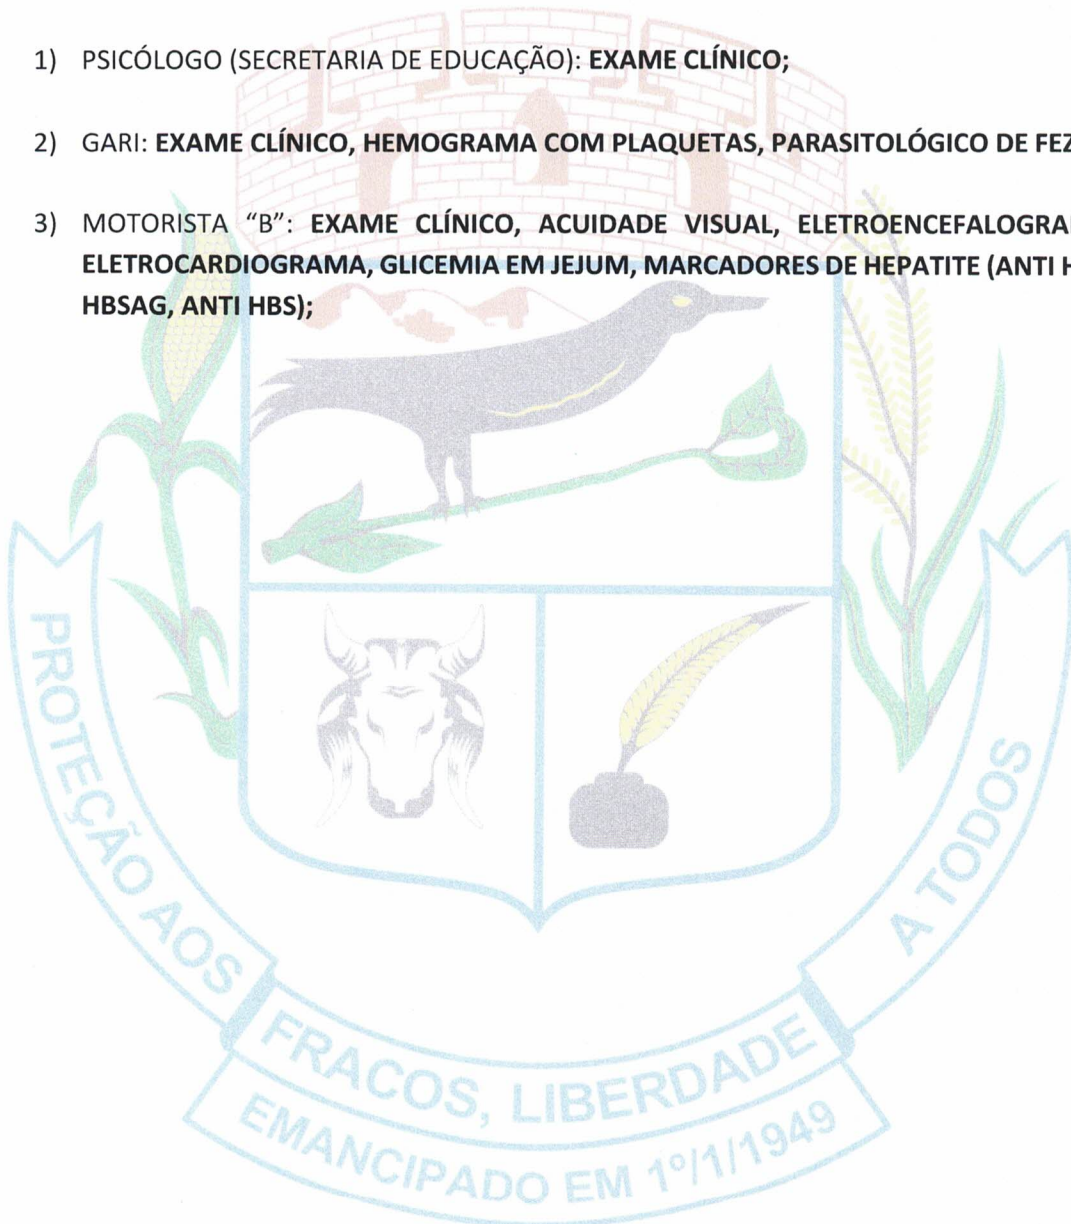 1) PSICÓLOGO (SECRETARIA DE EDUCAÇÃO): EXAME CLÍNICO;
2) GARI: EXAME CLÍNICO, HEMOGRAMA COM PLAQUETAS, PARASITOLÓGICO DE
3) MOTORISTA “B”: EXAME CLÍNICO, ACUIDADE VISUAL,
ELETROCARDIOGRAMA, GLICEMIA EM JEJUM, MARCADORES DE HEPATITE (ANTI
HBSAG, ANTI HBS);
PROTEÇÃO AOS FRACOS, LIBERDADE A TODOS
EMANCIPADO EM 1º/1/1949